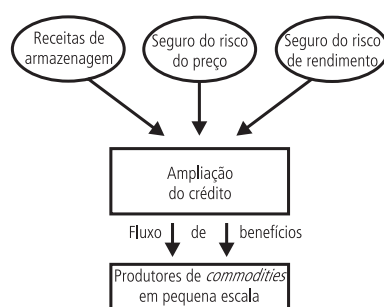 Receitas de
armazenagem
Seguro do risco
do preço
Seguro do risco
de rendimento
Ampliação
do crédito
Fluxo de benefícios
Produtores de commodities
em pequena escala